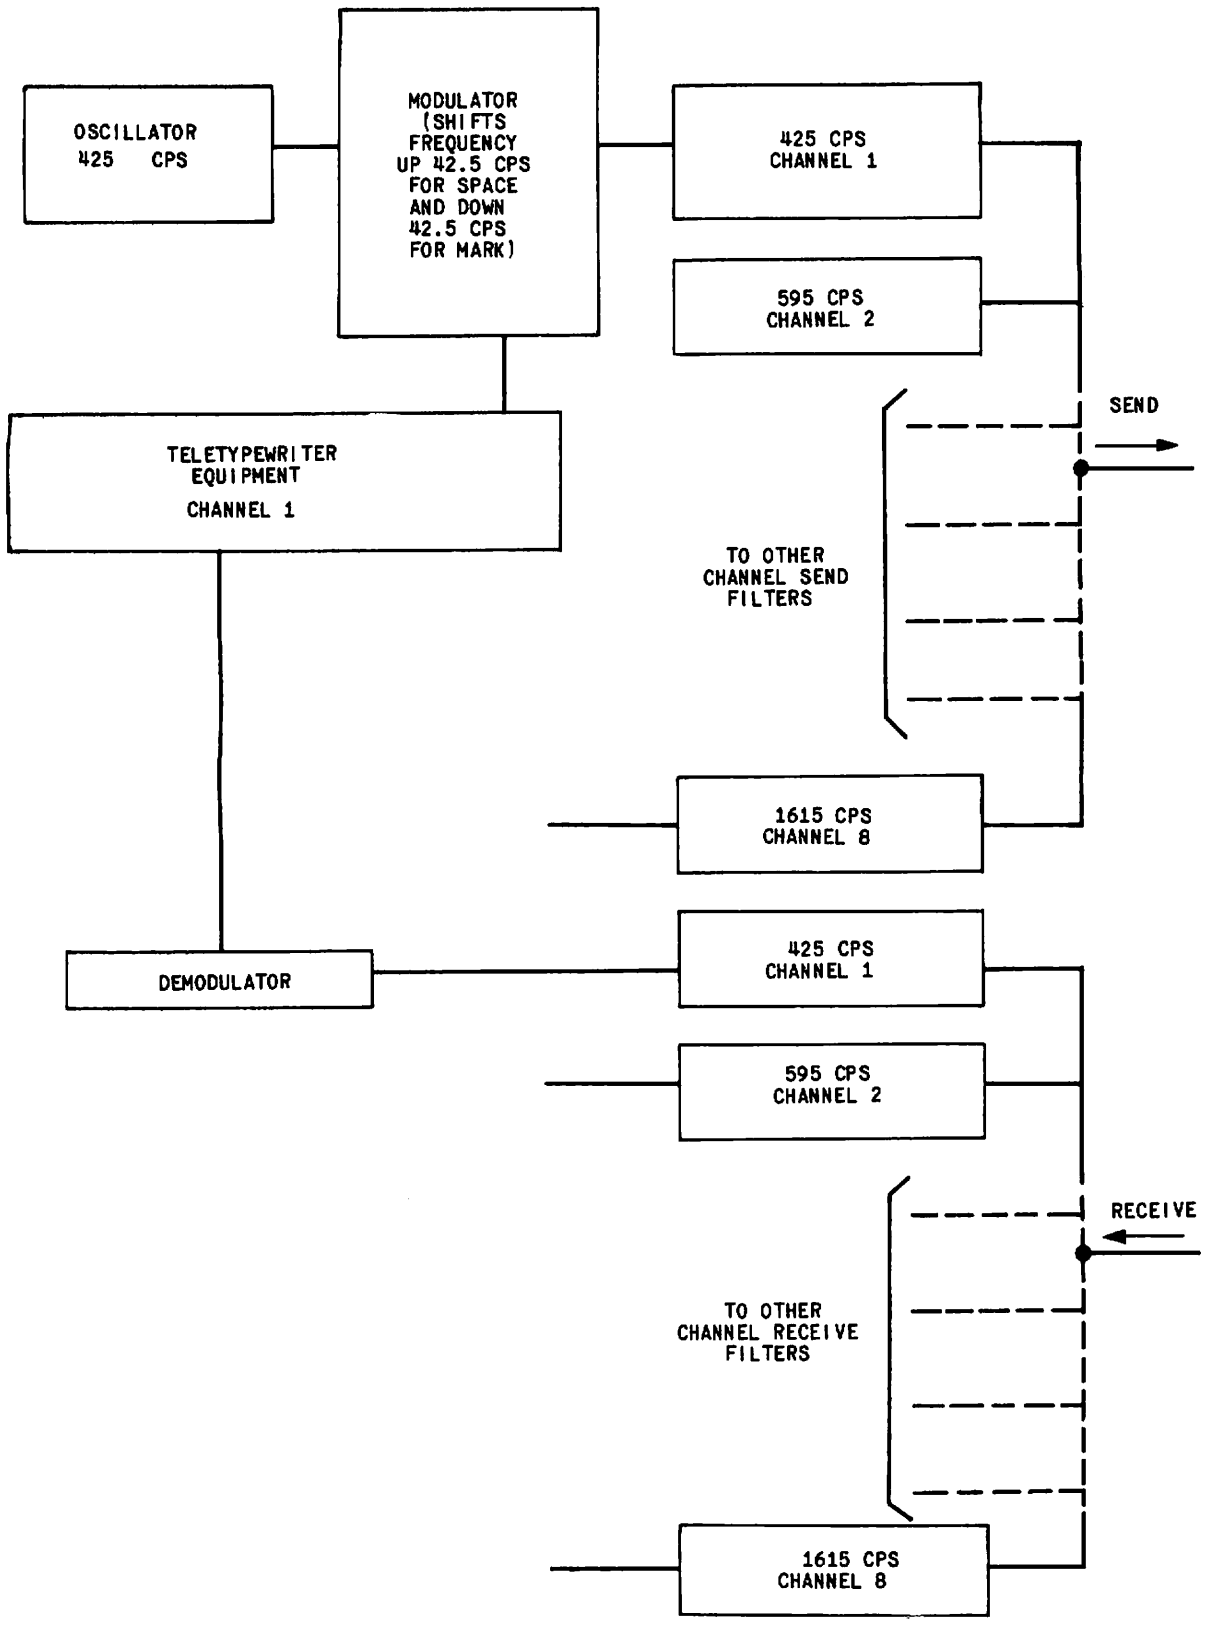 OSCILLATOR
425 CPS
MODULATOR
(SHIFTS
FREQUENCY
UP 42.5 CPS
FOR SPACE
AND DOWN
42.5 CPS
FOR MARK)
425 CPS
CHANNEL 1
595 CPS
CHANNEL 2
SEND
TELETYPEWRITER
EQUIPMENT
CHANNEL 1
TO OTHER
CHANNEL SEND
FILTERS
1615 CPS
CHANNEL 8
425 CPS
CHANNEL 1
DEMODULATOR
595 CPS
CHANNEL 2
RECEIVE
TO OTHER
CHANNEL RECEIVE
FILTERS
1615 CPS
CHANNEL 8